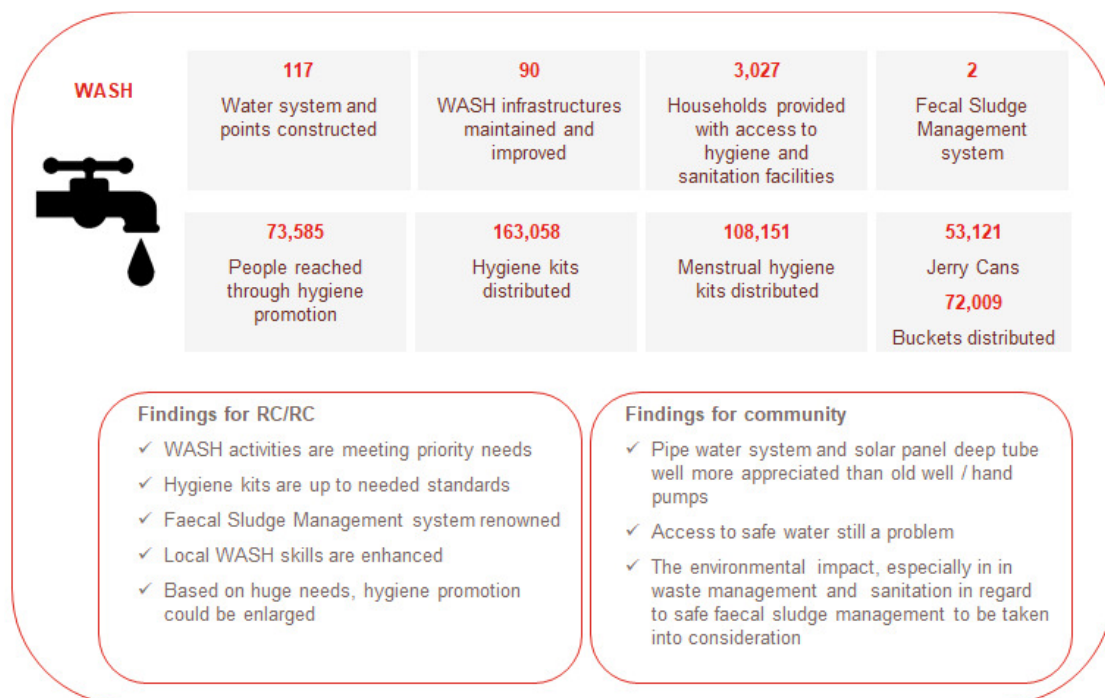 WASH
117
Water system and
points constructed
90
WASH infrastructures
maintained and
improved
3,027
Households provided
with access to
hygiene and
sanitation facilities
2
Fecal Sludge
Management
system
73,585
People reached
through hygiene
promotion
163,058
Hygiene kits
distributed
108,151
Menstrual hygiene
kits distributed
53,121
Jerry Cans
72,009
Buckets distributed
Findings for RC/RC
✓ WASH activities are meeting priority needs
✓ Hygiene kits are up to needed standards
✓ Faecal Sludge Management system renowned
✓ Local WASH skills are enhanced
✓ Based on huge needs, hygiene promotion
could be enlarged
Findings for community
✓ Pipe water system and solar panel deep tube
well more appreciated than old well / hand
pumps
✓ Access to safe water still a problem
✓ The environmental impact, especially in in
waste management and sanitation in regard
to safe faecal sludge management to be taken
into consideration